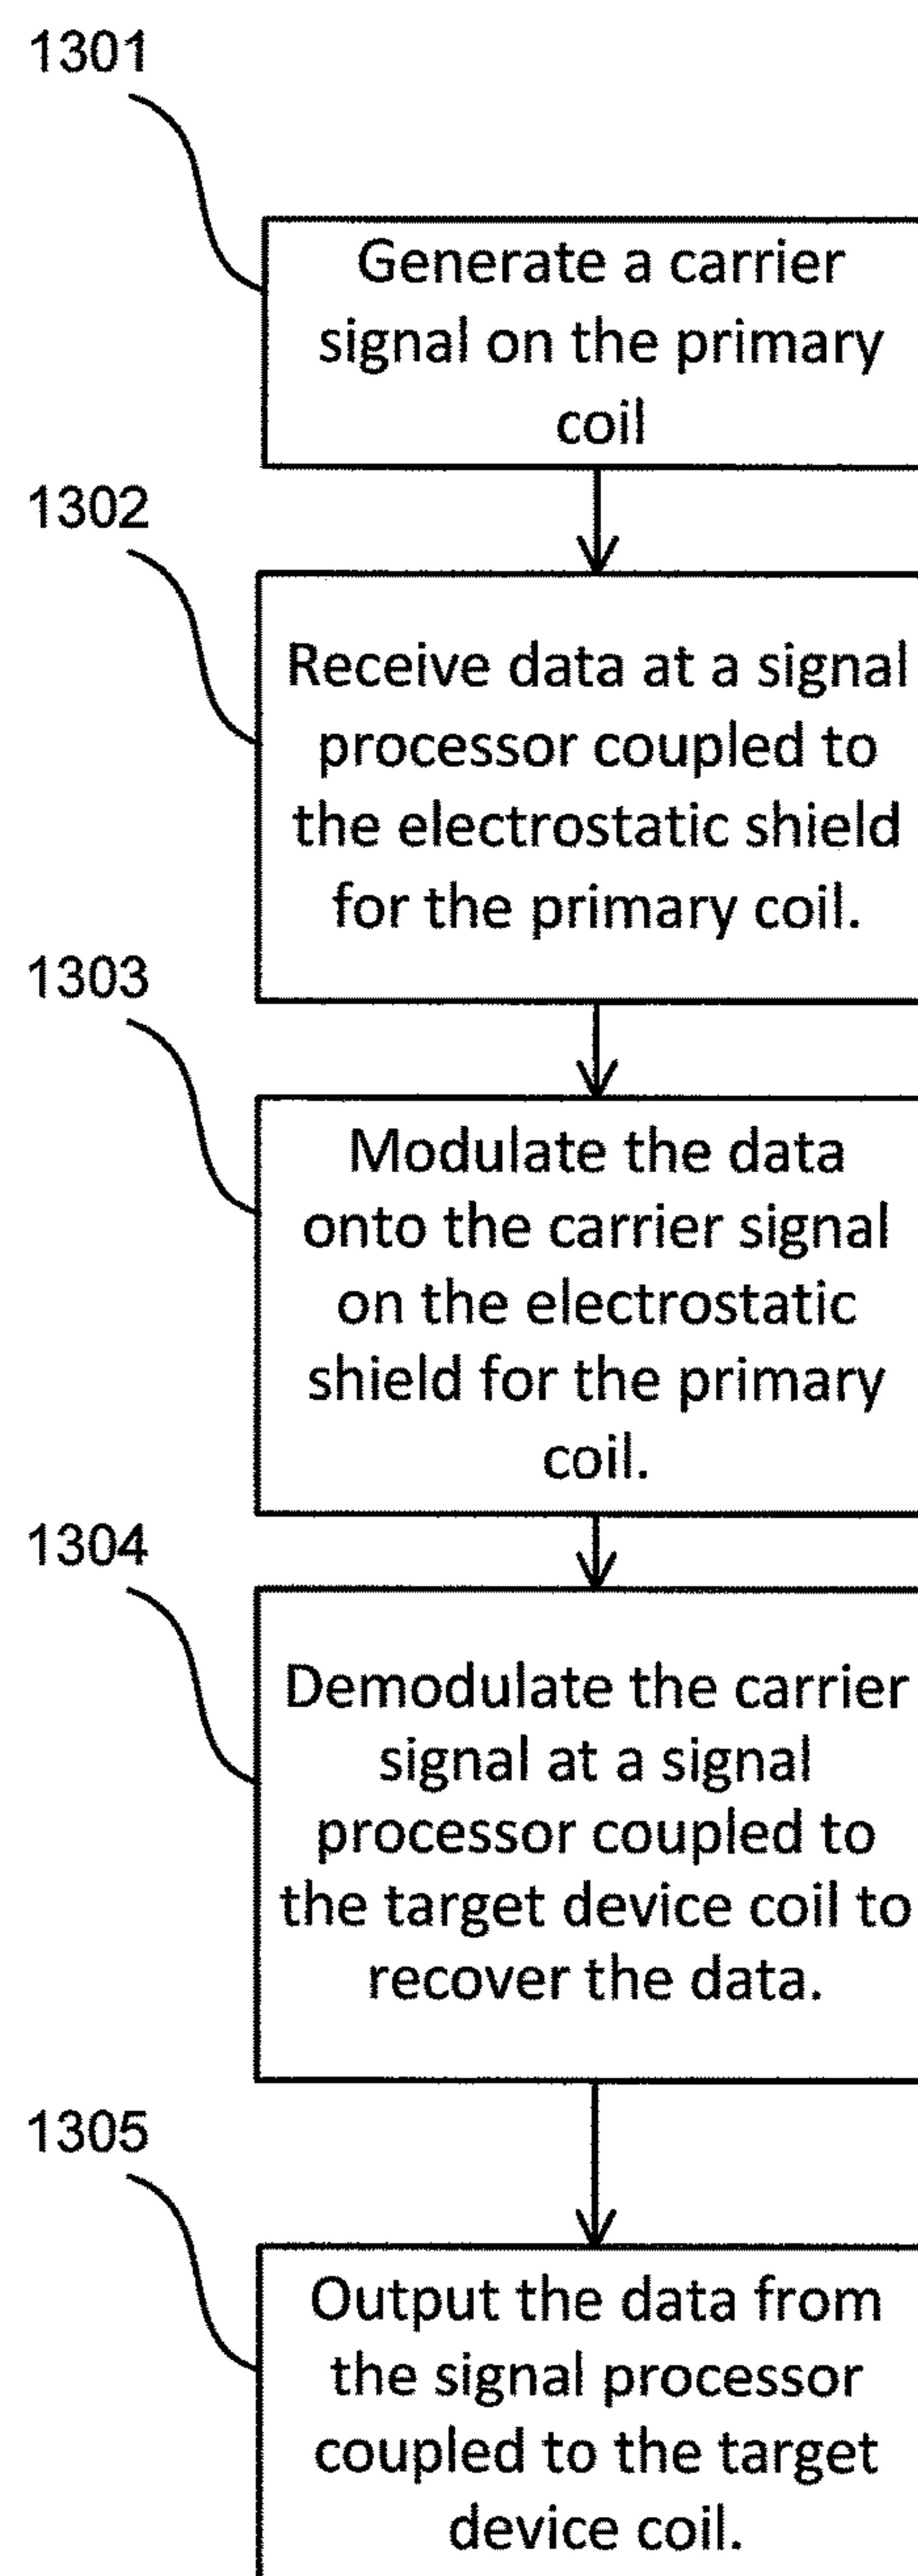 1301
Generate a carrier
signal on the primary
coil
1302
Receive data at a signal
processor coupled to
the electrostatic shield
for the primary coil.
1303
Modulate the data
onto the carrier signal
on the electrostatic
shield for the primary
coil.
1304
Demodulate the carrier
signal at a signal
processor coupled to
the target device coil to
recover the data.
1305
Output the data from
the signal processor
coupled to the target
device coil.